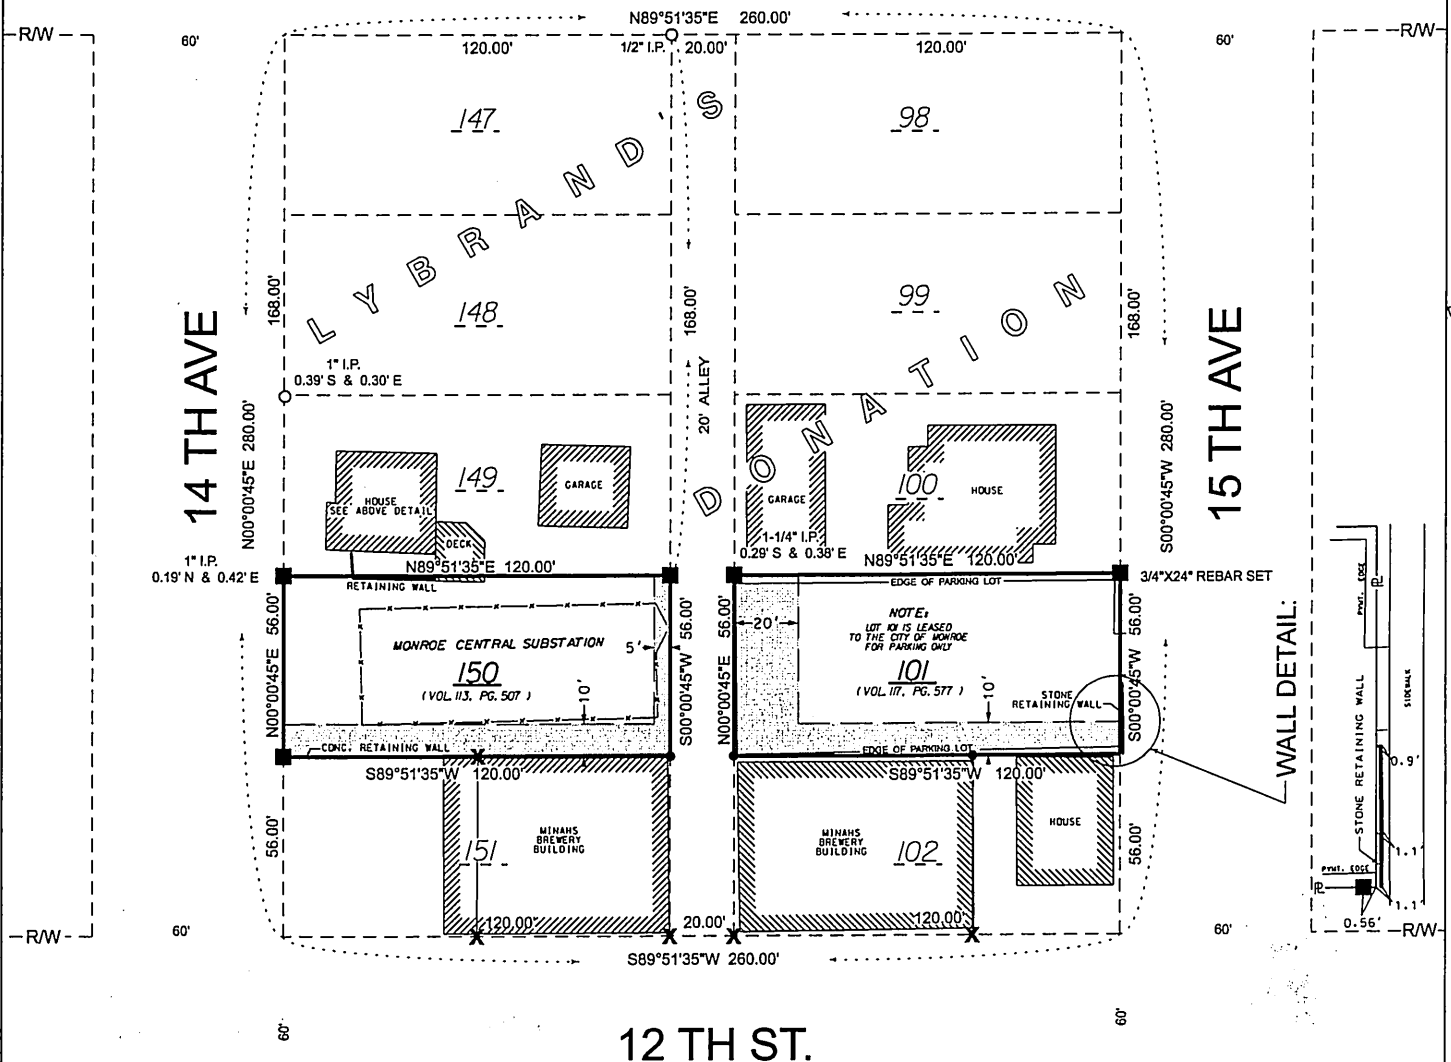 N89°51'35"E 260.00'
R/W
60'
120.00'
1/2" I.P.
20.00'
120.00'
60'
R/W
147
98
LYBRAND'S
148
99
168.00'
168.00'
168.00'
1" I.P.
0.39' S & 0.30' E
20' ALLEY
DONATION
14 TH AVE
15 TH AVE
N00°00'45"E 280.00'
S00°00'45"W 280.00'
149
GARAGE
HOUSE
SEE ABOVE DETAIL
DECK
GARAGE
100
HOUSE
1-1/4" I.P.
0.29' S & 0.38' E
1" I.P.
0.19' N & 0.42' E
N89°51'35"E 120.00'
N89°51'35"E 120.00'
3/4"X24" REBAR SET
RETAINING WALL
EDGE OF PARKING LOT
N00°00'45"E 56.00'
MONROE CENTRAL SUBSTATION
150
(VOL. 113, PG. 507)
5'
10'
S00°00'45"W 56.00'
N00°00'45"E 56.00'
20'
NOTE:
LOT 101 IS LEASED
TO THE CITY OF MONROE
FOR PARKING ONLY
101
(VOL. 117, PG. 577)
10'
STONE
RETAINING WALL
S00°00'45"W 56.00'
CONC. RETAINING WALL
EDGE OF PARKING LOT
S89°51'35"W 120.00'
S89°51'35"W 120.00'
56.00'
MINAHS
BREWERY
BUILDING
151
MINAHS
BREWERY
BUILDING
102
HOUSE
56.00'
120.00'
20.00'
120.00'
R/W
60'
S89°51'35"W 260.00'
60'
R/W
60'
12 TH ST.
60'
WALL DETAIL:
PVMT. EDGE
PL
SIDEWALK
STONE RETAINING WALL
0.9'
1.1'
PVMT. EDGE
PL
1.1'
0.56'